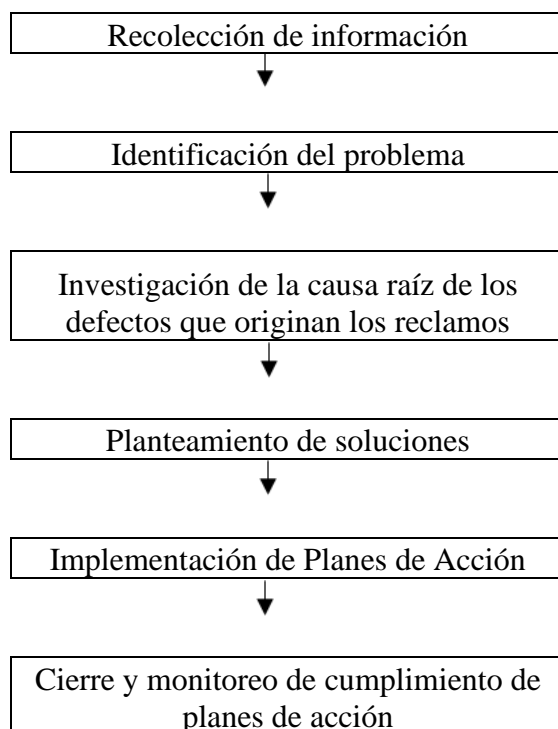 Recolección de información
Identificación del problema
Investigación de la causa raíz de los
defectos que originan los reclamos
Planteamiento de soluciones
Implementación de Planes de Acción
Cierre y monitoreo de cumplimiento de
planes de acción